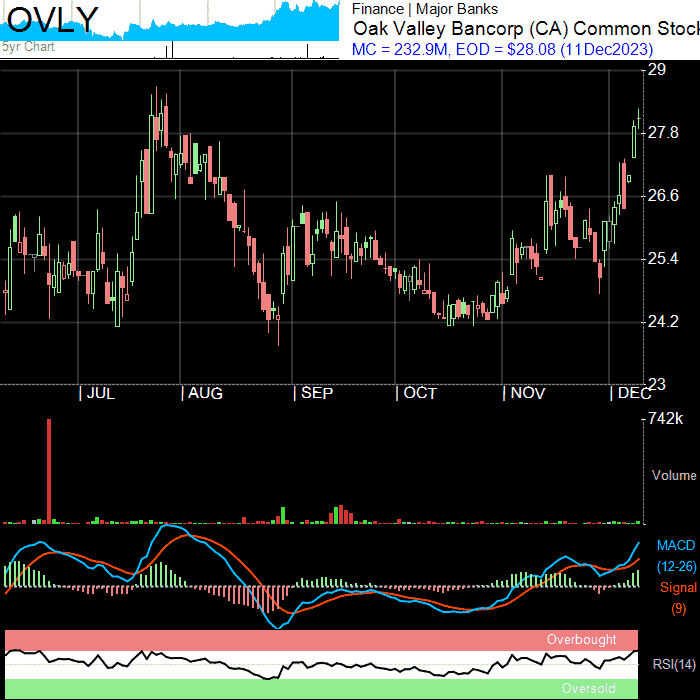 OVLY
5yr Chart
Finance | Major Banks
Oak Valley Bancorp (CA) Common Stock
MC = 232.9M, EOD = $28.08 (11Dec2023)
29
27.8
26.6
25.4
24.2
23
| JUL | AUG | SEP | OCT | NOV | DEC
742k
Volume
MACD
(12-26)
Signal
(9)
Overbought
RSI(14)
Oversold